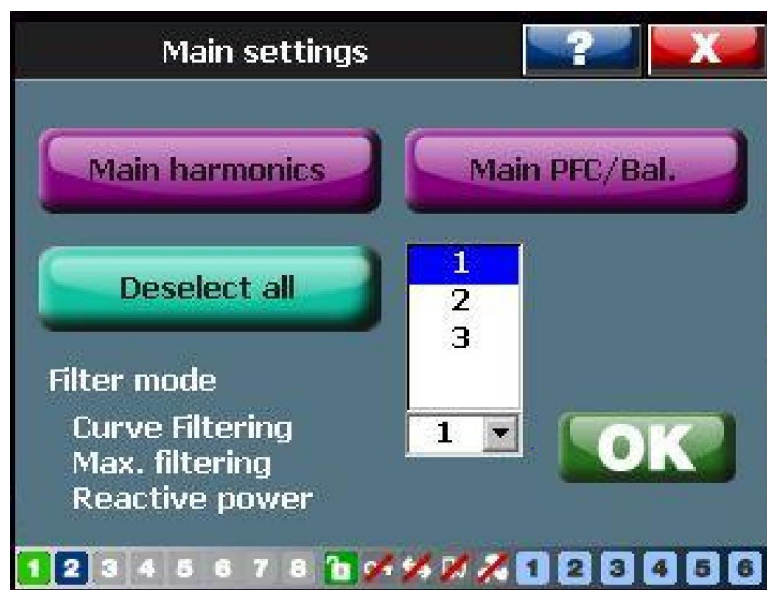 Main settings ? X
Main harmonics Main PFC/Bal.
Deselect all
1
2
3
Filter mode
Curve Filtering
1
OK
Max. filtering
Reactive power
1 2 3 4 5 6 7 8 1 2 3 4 5 6